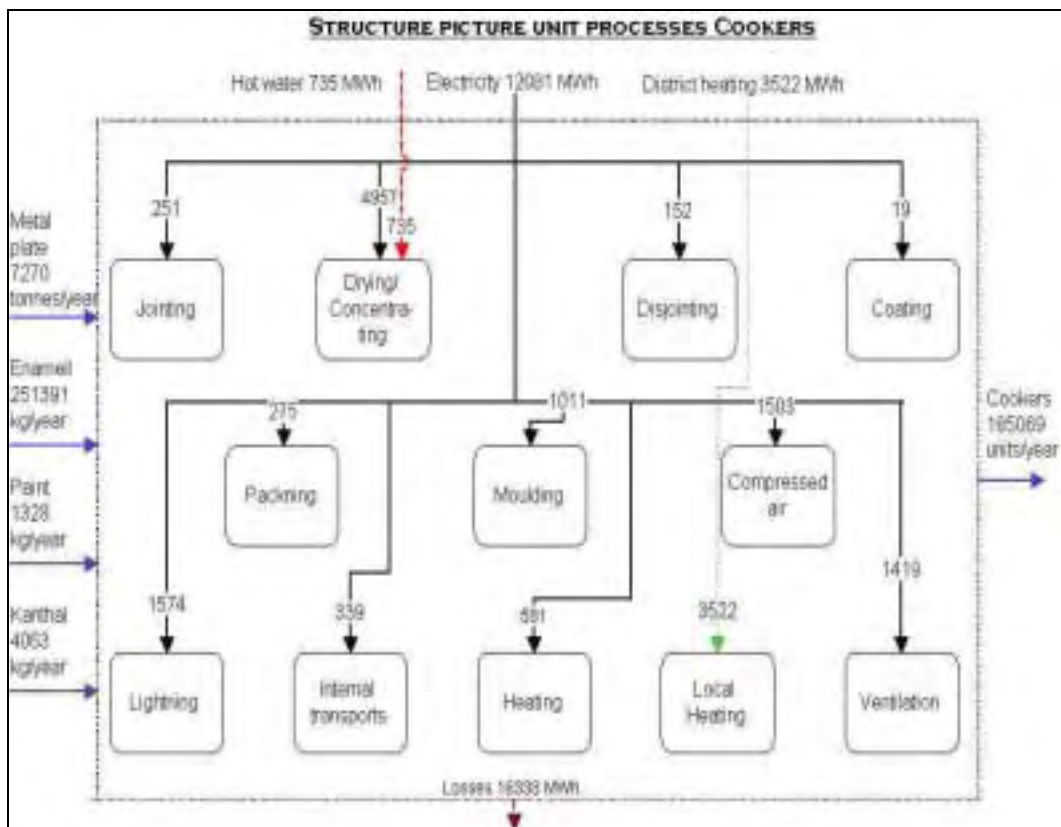 STRUCTURE PICTURE UNIT PROCESSES COOKERS
Hot water 735 MWh
Electricity 12081 MWh
District heating 3522 MWh
Metal
plate
7270
tonnes/year
Enamell
251391
kg/year
Paint
1328
kg/year
Kanthal
4063
kg/year
251
4957
735
152
19
Jointing
Drying/
Concentra-
ting
Disjointing
Coating
275
1011
1503
Packning
Moulding
Compressed
air
Cookers
165069
units/year
1574
339
581
3522
1419
Lightning
Internal
transports
Heating
Local
Heating
Ventilation
Losses 16338 MWh